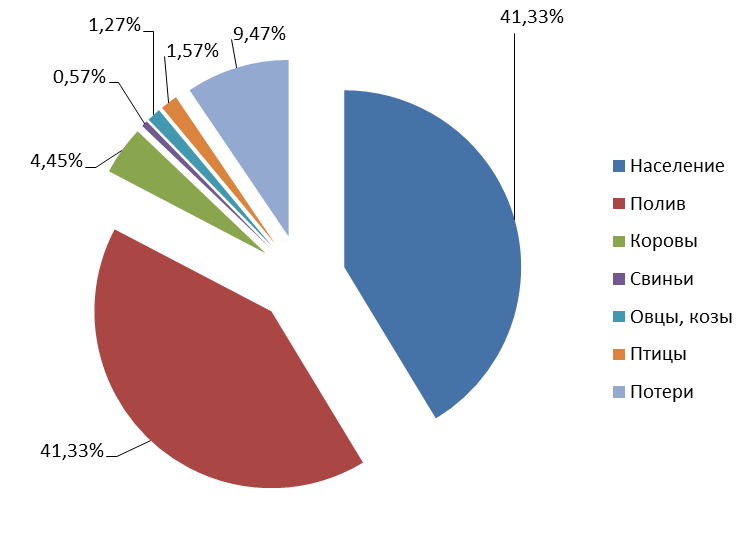 41,33%
1,27%
9,47%
1,57%
0,57%
4,45%
41,33%
Население
Полив
Коровы
Свиньи
Овцы, козы
Птицы
Потери